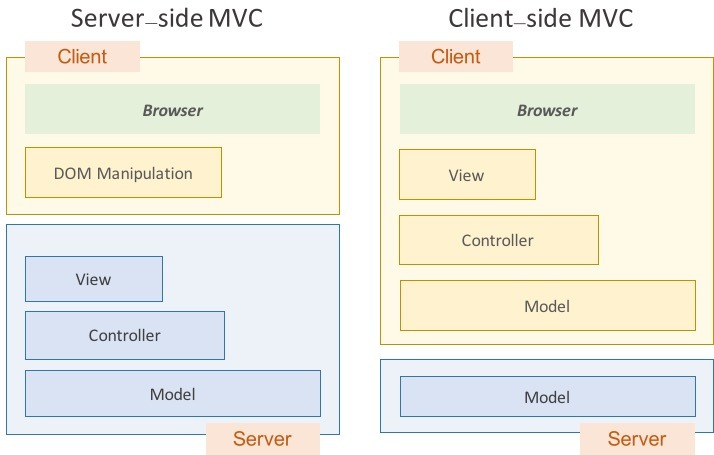 Server–side MVC
Client
Browser
DOM Manipulation
View
Controller
Model
Server
Client–side MVC
Client
Browser
View
Controller
Model
Model
Server